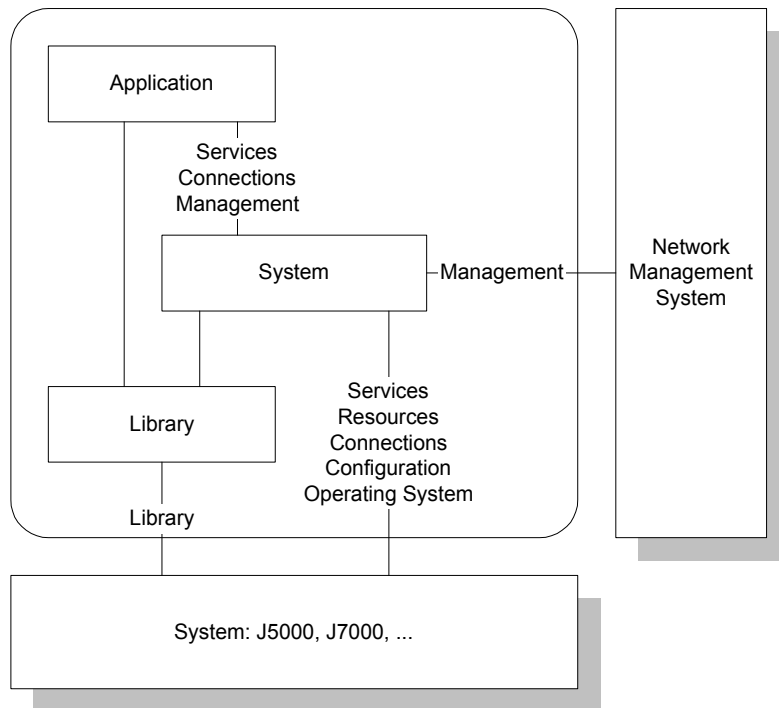 Application
Services
Connections
Management
System
Management
Network
Management
System
Library
Services
Resources
Connections
Configuration
Operating System
Library
System: J5000, J7000, ...